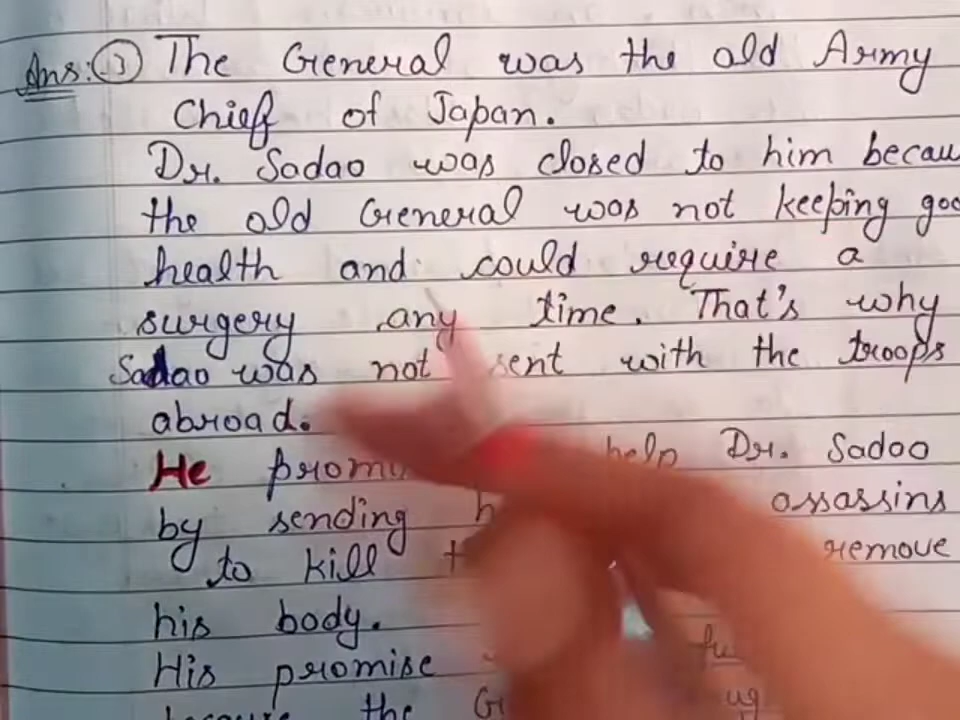 Ans:-1) The General was the old Army
Chief of Japan.
Dr. Sadao was closed to him becau
the old General was not keeping goo
health and could require a
surgery any time. That's why
Sadao was not sent with the troops
abroad.
He help Dr. Sadao
by sending assassins
to kill remove
his body.
His promise
the